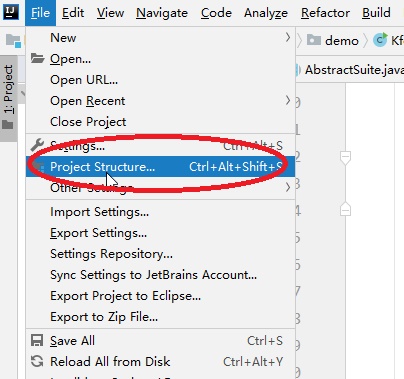 IJ File Edit View Navigate Code Analyze Refactor Build
demo Kf
1: Project
AbstractSuite.java
New
Open...
Open URL...
Open Recent
Close Project
Settings... Ctrl+Alt+S
Project Structure... Ctrl+Alt+Shift+S
Other Settings
Import Settings...
Export Settings...
Settings Repository...
Sync Settings to JetBrains Account...
Export Project to Eclipse...
Export to Zip File...
Save All Ctrl+S
Reload All from Disk Ctrl+Alt+Y